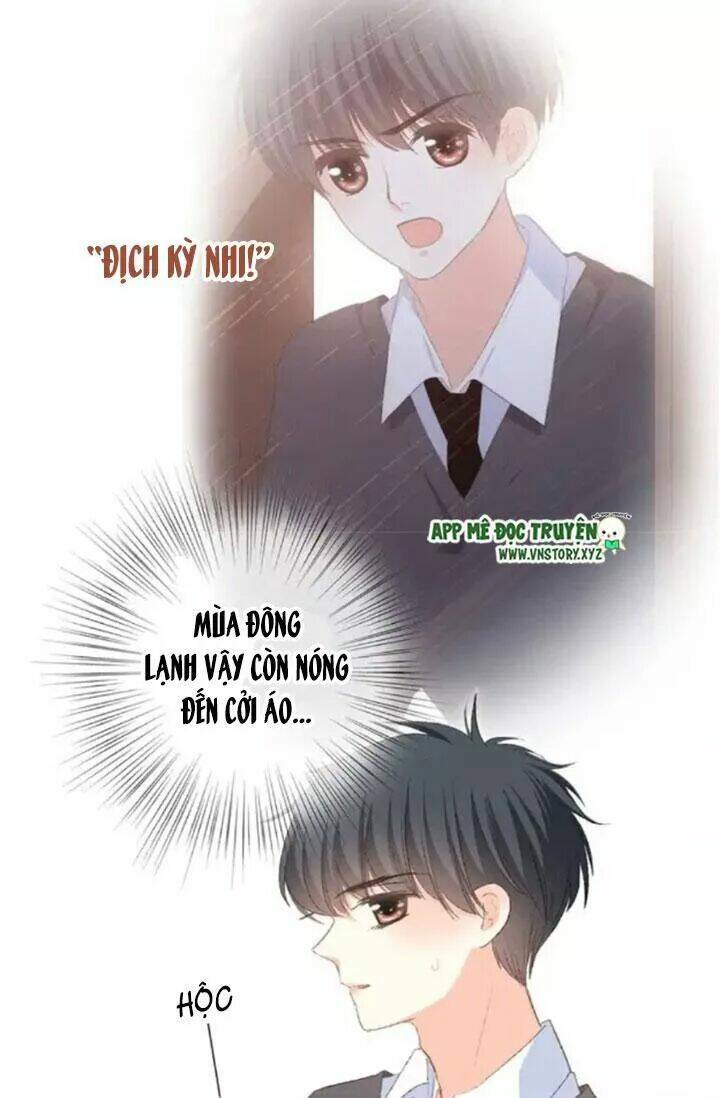 “ĐỊCH KỲ NHI!”
APP MÊ ĐỌC TRUYỆN
WWW.VNSTORY.XYZ
MÙA ĐÔNG
LẠNH VẬY CÒN NÓNG
ĐẾN CỞI ÁO...
HỘC